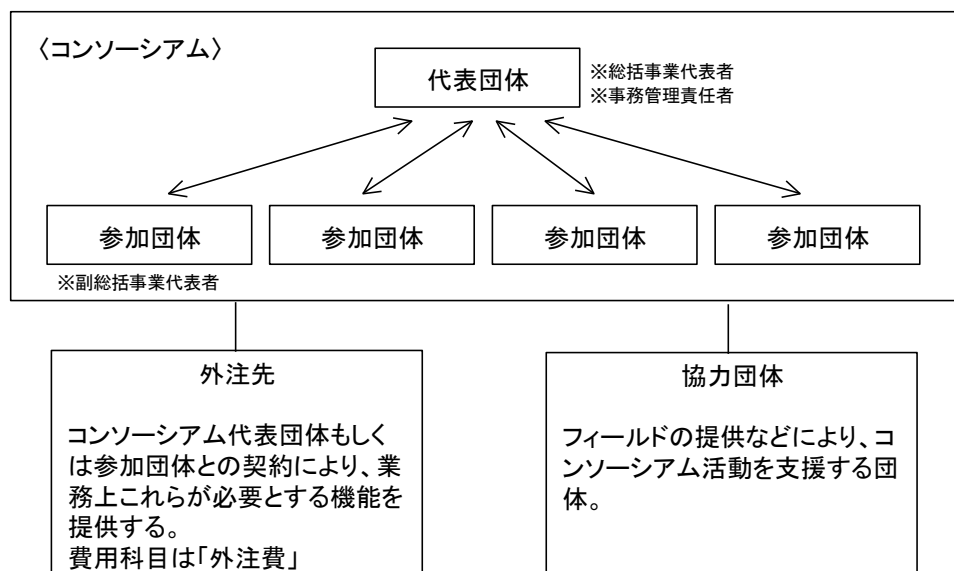 〈コンソーシアム〉
代表団体
※総括事業代表者
※事務管理責任者
参加団体
参加団体
参加団体
参加団体
※副総括事業代表者
外注先
コンソーシアム代表団体もしく
は参加団体との契約により、業
務上これらが必要とする機能を
提供する。
費用科目は「外注費」
協力団体
フィールドの提供などにより、コ
ンソーシアム活動を支援する団
体。